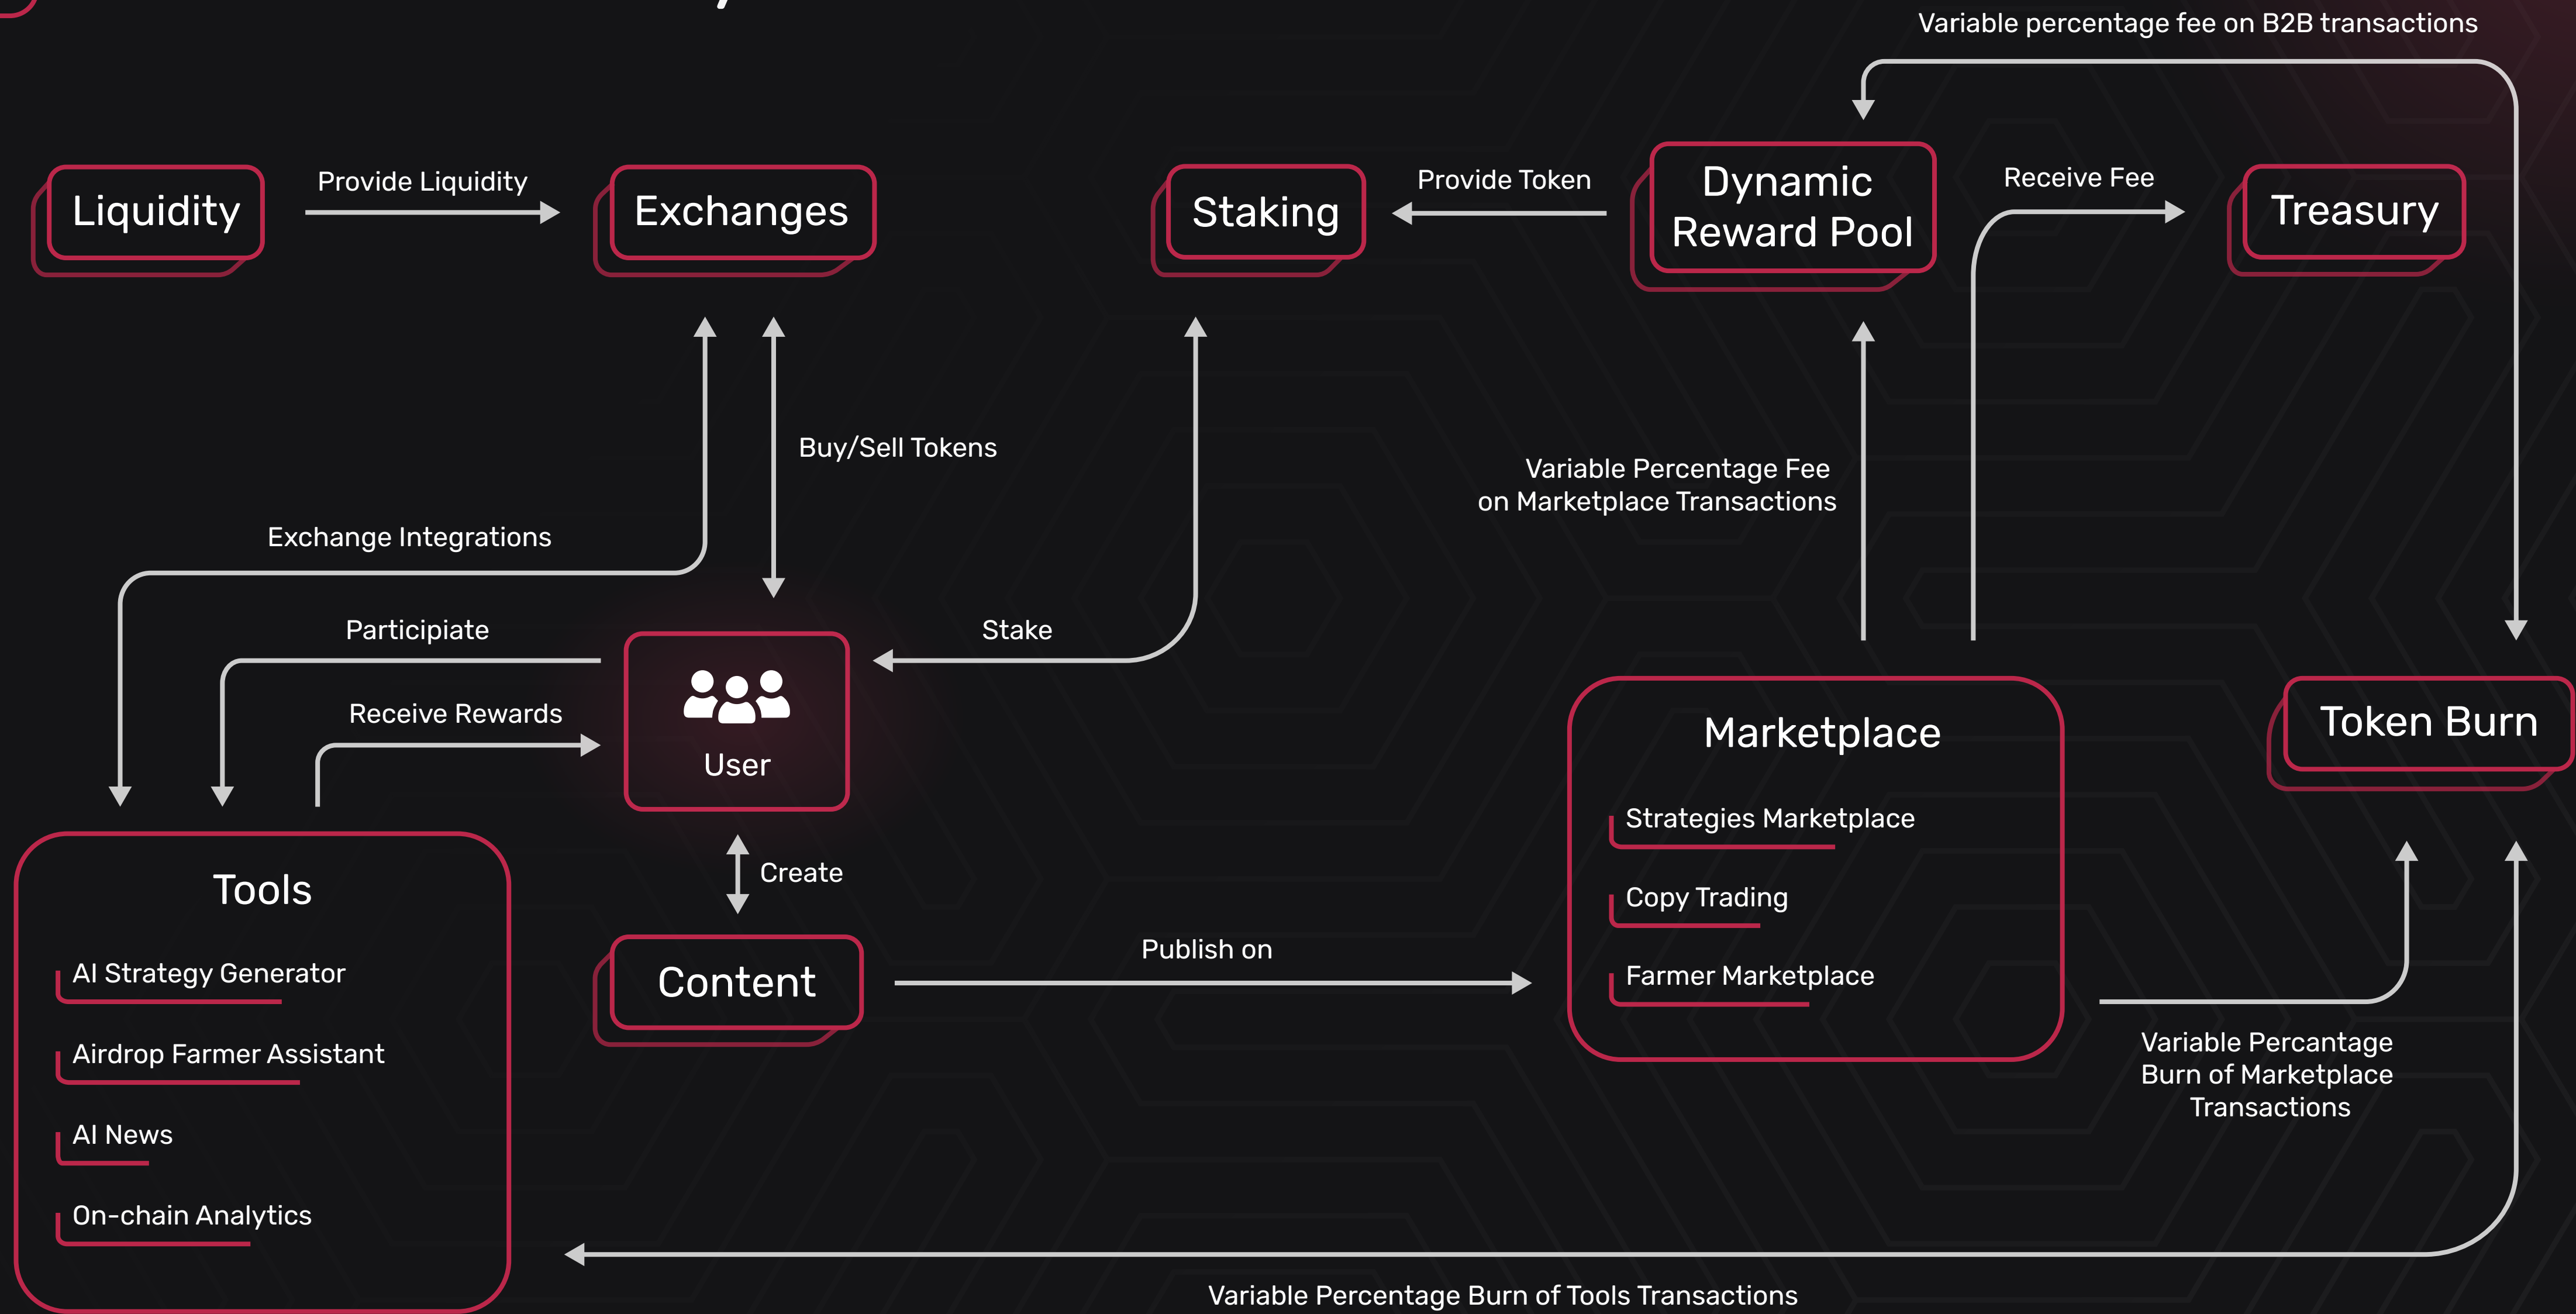 Variable percentage fee on B2B transactions
Liquidity
Provide Liquidity
Exchanges
Staking
Provide Token
Dynamic
Reward Pool
Receive Fee
Treasury
Buy/Sell Tokens
Variable Percentage Fee
on Marketplace Transactions
Exchange Integrations
Participiate
Stake
Receive Rewards
User
Create
Marketplace
Strategies Marketplace
Copy Trading
Farmer Marketplace
Token Burn
Tools
AI Strategy Generator
Airdrop Farmer Assistant
AI News
On-chain Analytics
Content
Publish on
Variable Percantage
Burn of Marketplace
Transactions
Variable Percentage Burn of Tools Transactions